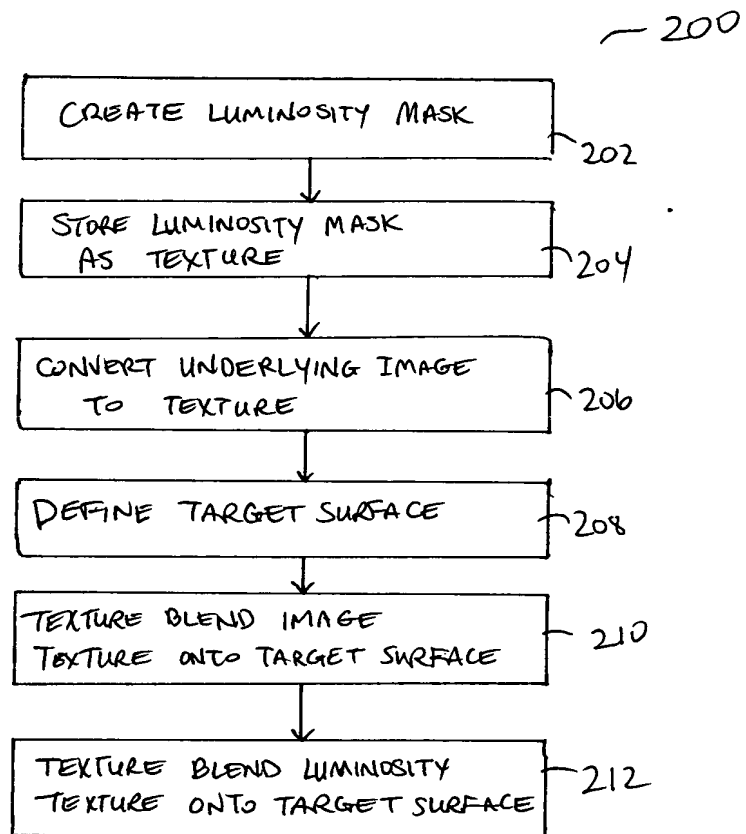 200
CREATE LUMINOSITY MASK
202
STORE LUMINOSITY MASK
AS TEXTURE
204
CONVERT UNDERLYING IMAGE
TO TEXTURE
206
DEFINE TARGET SURFACE
208
TEXTURE BLEND IMAGE
TEXTURE ONTO TARGET SURFACE
210
TEXTURE BLEND LUMINOSITY
TEXTURE ONTO TARGET SURFACE
212